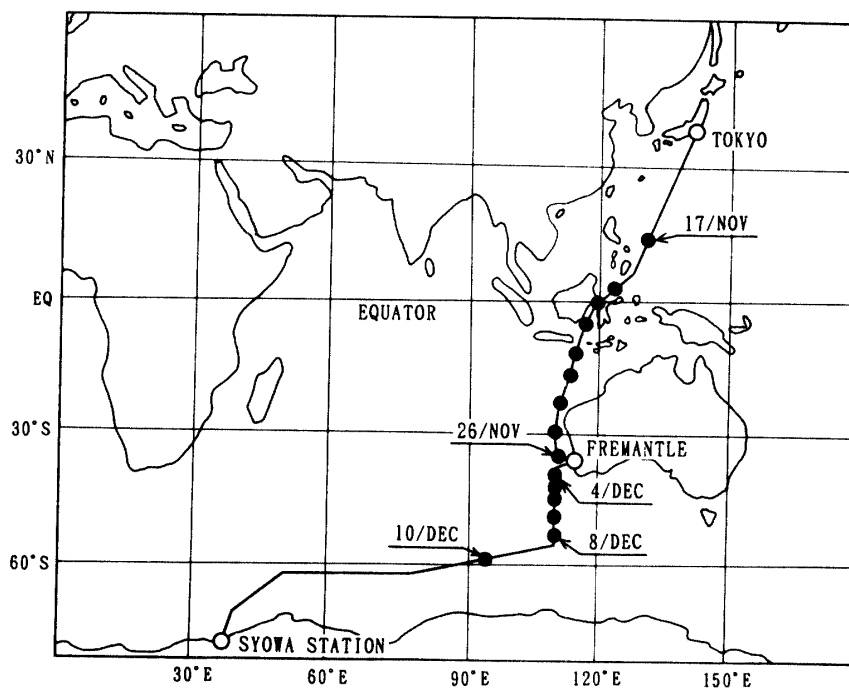 TOKYO
30°N
17/NOV
EQ
EQUATOR
30°S
26/NOV
FREMANTLE
4/DEC
10/DEC
8/DEC
60°S
SYOWA STATION
30°E
60°E
90°E
120°E
150°E